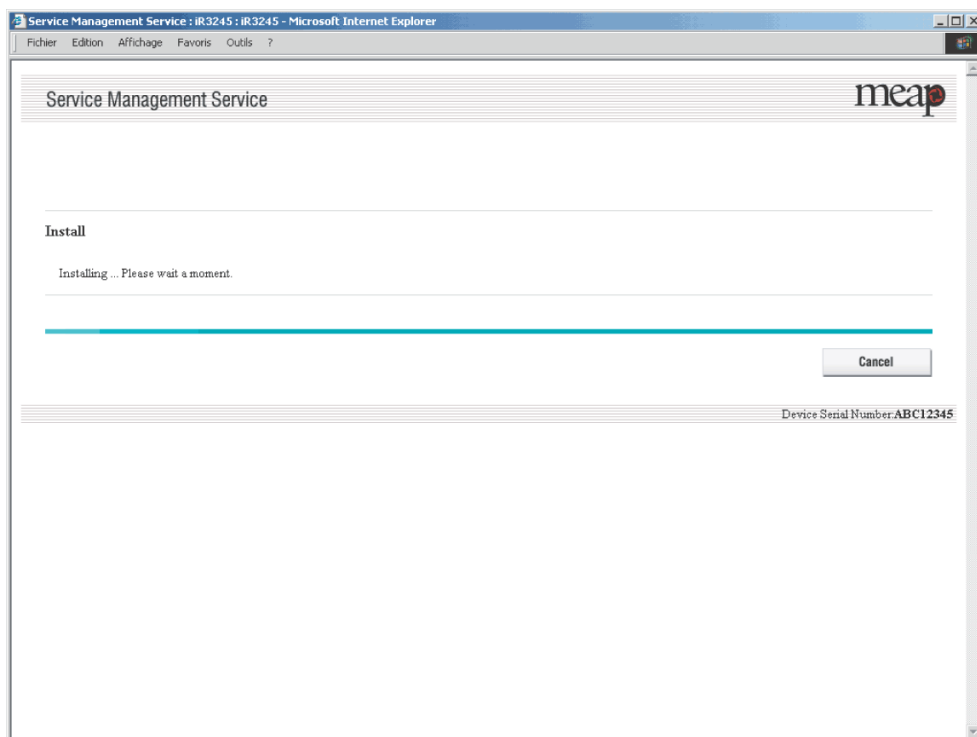 Service Management Service : iR3245 : iR3245 - Microsoft Internet Explorer
Fichier Edition Affichage Favoris Outils ?
Service Management Service
meap
Install
Installing ... Please wait a moment.
Cancel
Device Serial Number:ABC12345